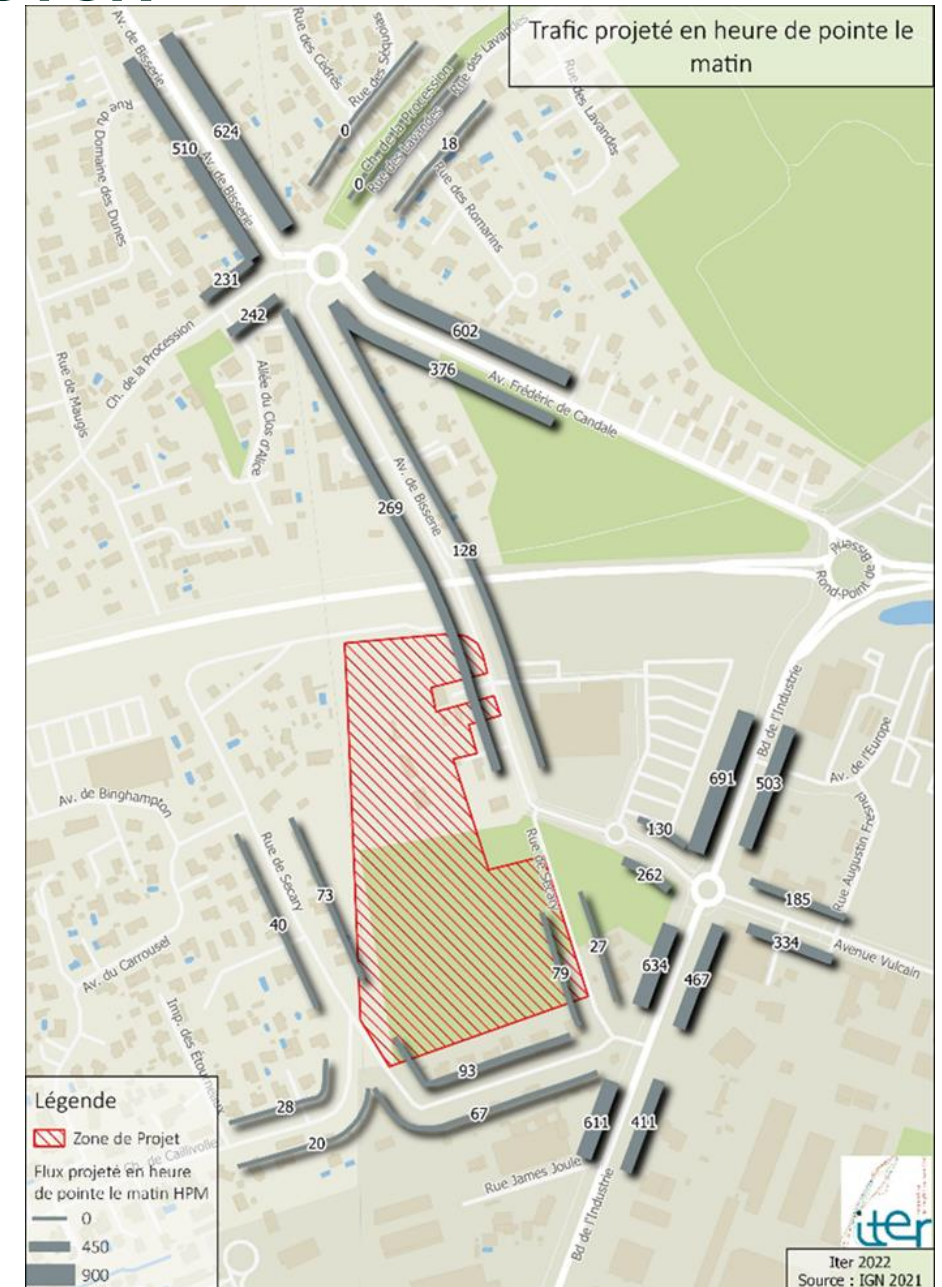 Trafic projeté en heure de pointe le
matin
Av. de Bisserie
Rue des Cèdres
Rue des Lavandes
Rue des Lavandes
Ch. de la Procession
Rue des Lavandes
Rue du Domaine des Dunes
624
510
Av. de Bisserie
0
0
18
Rue des Romarins
231
242
Ch. de la Procession
Rue de Maugis
Allée du Clos d'Alice
602
376
Av. Frédéric de Candale
269
Av. de Bisserie
128
Rond-Point de Bisserie
Bd de l'Industrie
Av. de l'Europe
691
503
Rue Augustin Fresnel
Av. de Binghampton
130
262
185
334
Avenue Vulcain
Rue de Secary
73
40
Rue de Secary
27
79
634
467
Av. du Carrousel
Imp. des Étourneaux
93
67
28
20
Ch. de Caillivolle
611
411
Rue James Joule
Bd de l'Industrie
Légende
Zone de Projet
Flux projeté en heure
de pointe le matin HPM
0
450
900
iter
Iter 2022
Source : IGN 2021